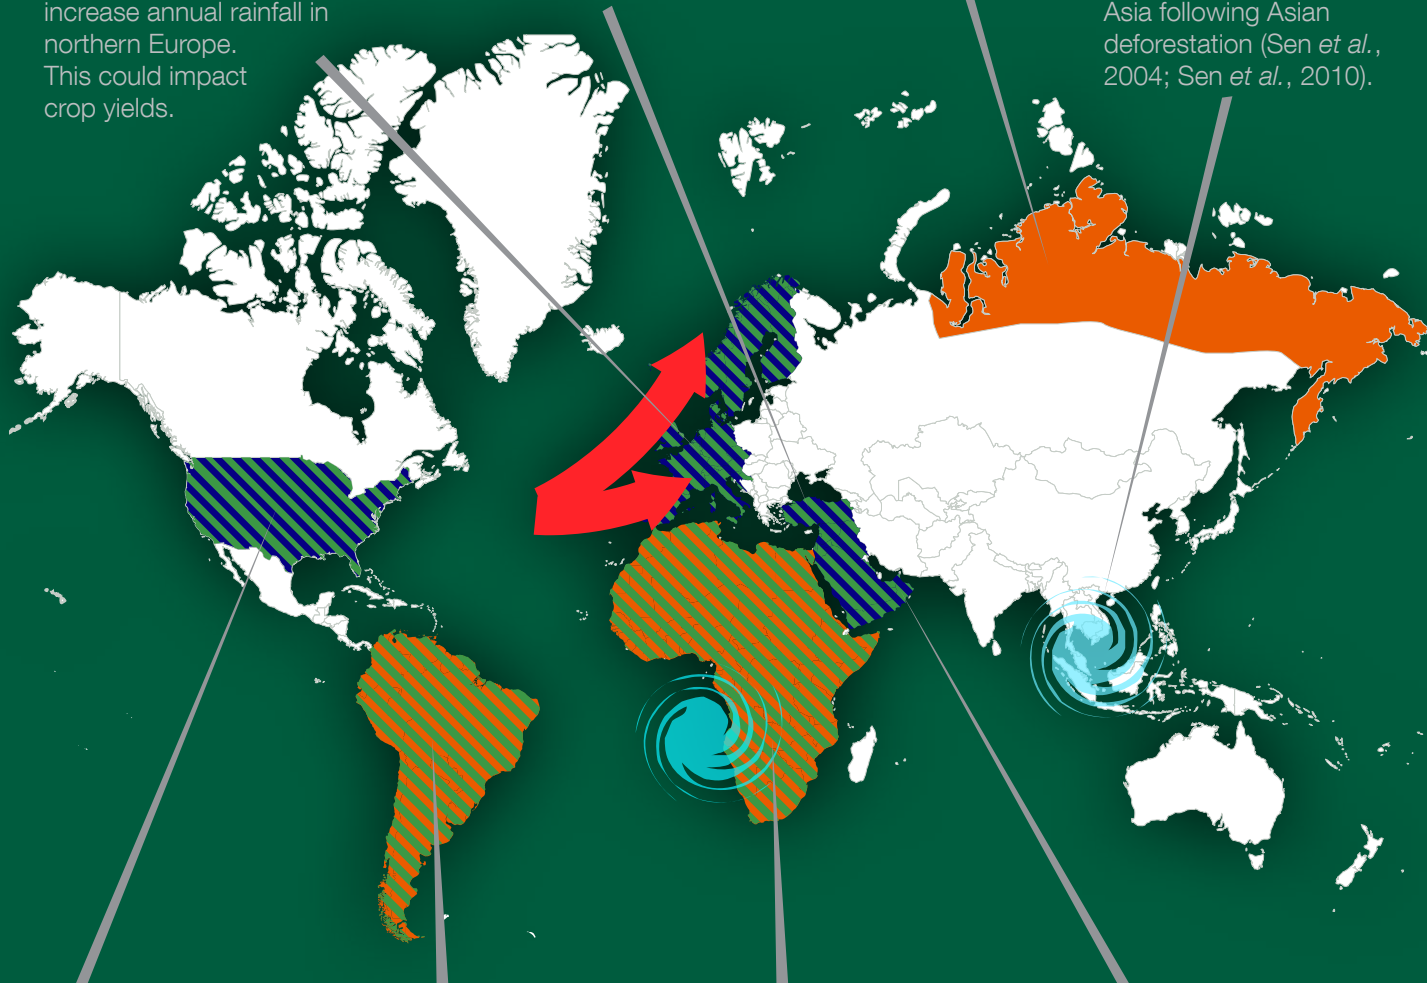 increase annual rainfall in
northern Europe.
This could impact
crop yields.
Asia following Asian
deforestation (Sen et al.,
2004; Sen et al., 2010).